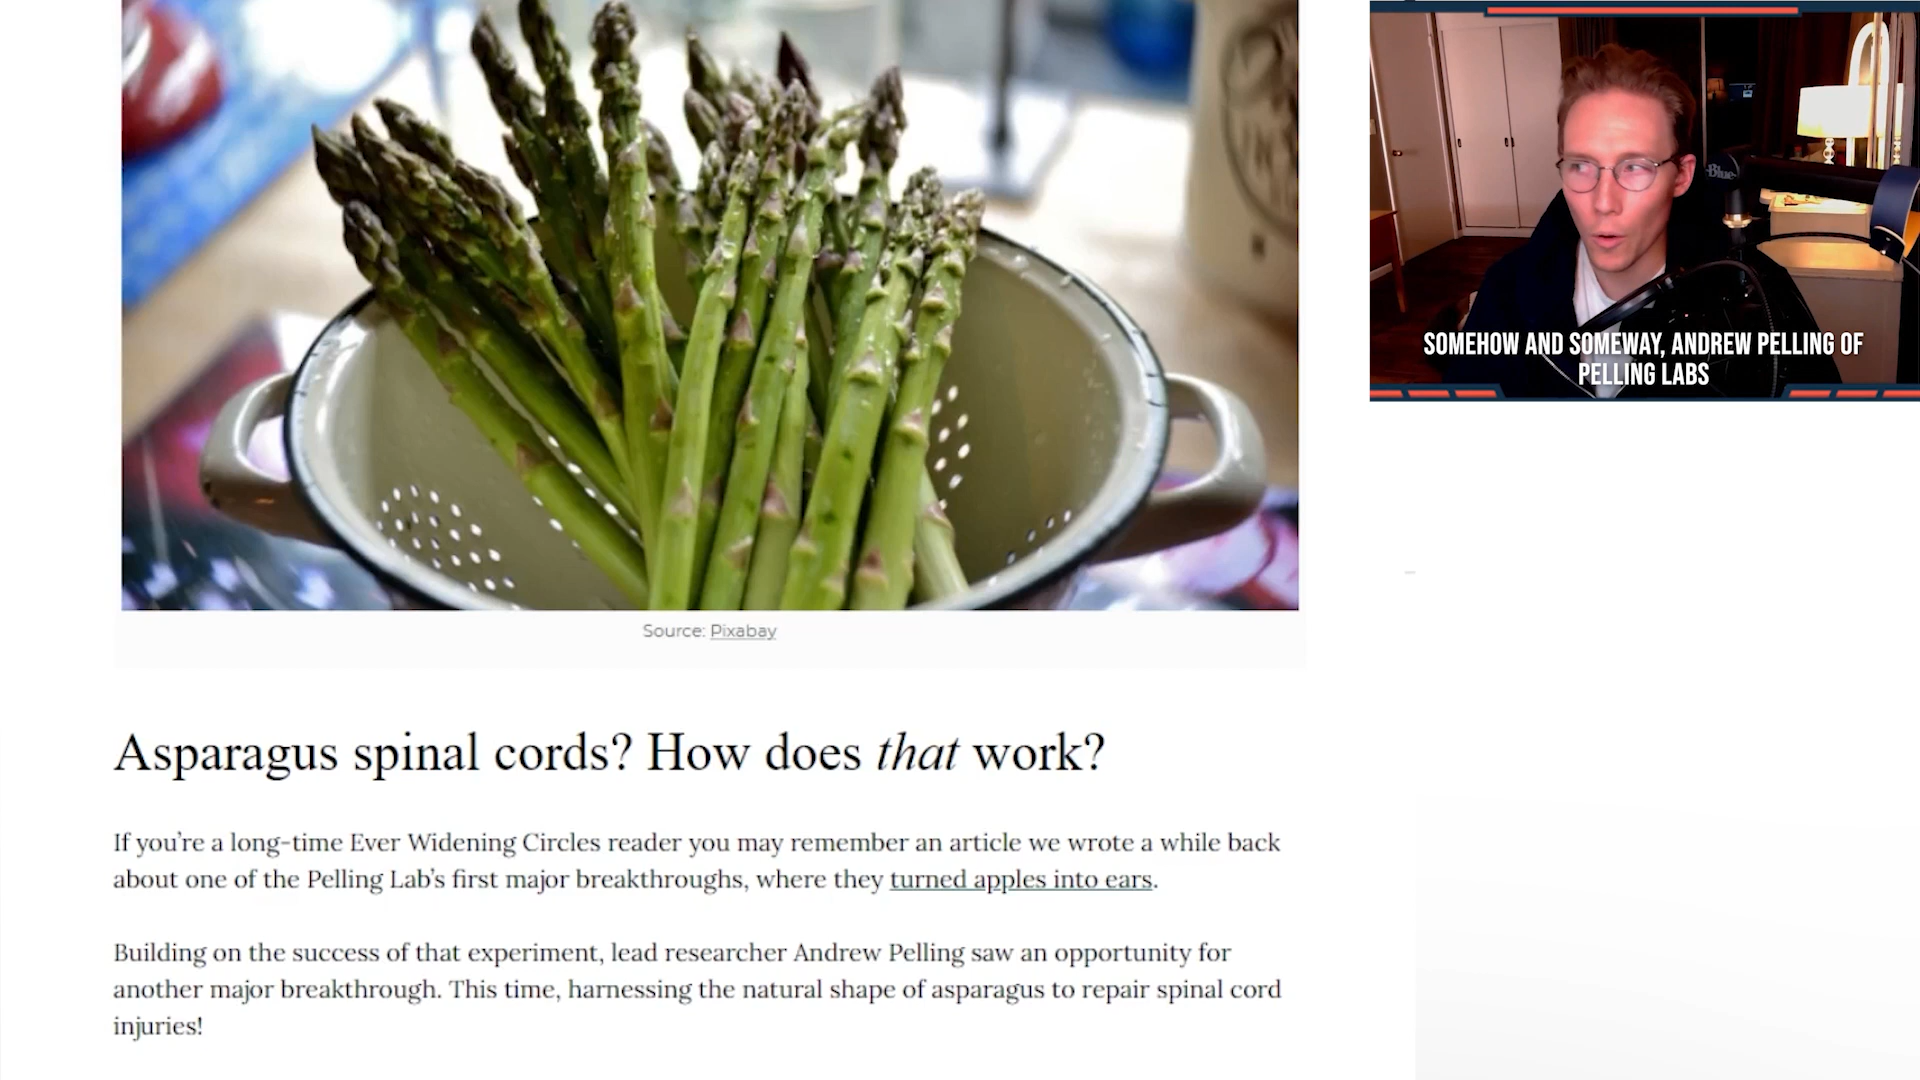 Blue
SOMEHOW AND SOMEWAY, ANDREW PELLING OF
PELLING LABS
Source: Pixabay
Asparagus spinal cords? How does that work?
If you’re a long-time Ever Widening Circles reader you may remember an article we wrote a while back
about one of the Pelling Lab’s first major breakthroughs, where they turned apples into ears.
Building on the success of that experiment, lead researcher Andrew Pelling saw an opportunity for
another major breakthrough. This time, harnessing the natural shape of asparagus to repair spinal cord
injuries!